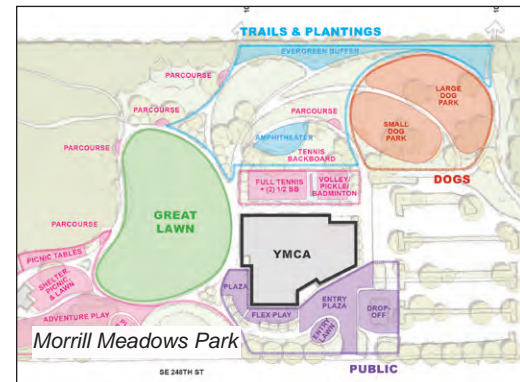 TRAILS & PLANTINGS
EVERGREEN BUFFER
PARCOURSE
LARGE
DOG
PARK
PARCOURSE
PARCOURSE
SMALL
DOG
PARK
AMPHITHEATER
PARCOURSE
TENNIS
BACKBOARD
DOGS
FULL TENNIS
+ (2) 1/2 BB
VOLLEY/
PICKLE/
BADMINTON
GREAT
LAWN
PARCOURSE
YMCA
PICNIC TABLES
SHELTER,
PICNIC,
& LAWN
PLAZA
ENTRY
PLAZA
DROP-
OFF
ADVENTURE PLAY
FLEX PLAY
ENTRY
LAWN
Morrill Meadows Park
PUBLIC
SE 248TH ST